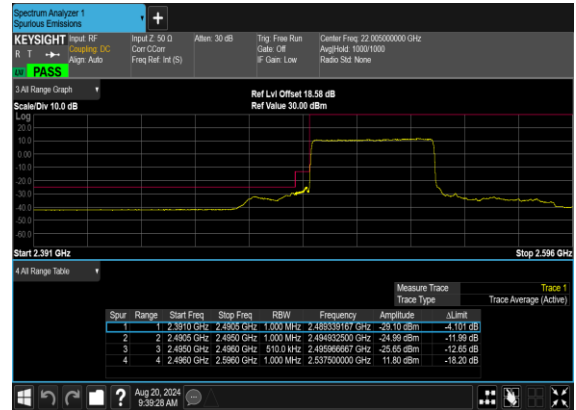 Spectrum Analyzer 1
Spurious Emissions
+
KEYSIGHT Input: RF Input Z: 50 Ω Atten: 30 dB Trig: Free Run Center Freq: 22.005000000 GHz
R T Coupling: DC Corr CCorr Gate: Off Avg|Hold: 1000/1000
Align: Auto Freq Ref: Int (S) IF Gain: Low Radio Std: None
PASS
3 All Range Graph
Ref Lvl Offset 18.58 dB
Scale/Div 10.0 dB Ref Value 30.00 dBm
Log
20.0
10.0
0.00
-10.0
-20.0
-30.0
-40.0
-50.0
-60.0
Start 2.391 GHz Stop 2.596 GHz
4 All Range Table
Measure Trace Trace 1
Trace Type Trace Average (Active)
Spur Range Start Freq Stop Freq RBW Frequency Amplitude ΔLimit
1 1 2.3910 GHz 2.4905 GHz 1.000 MHz 2.489339167 GHz -29.10 dBm -4.101 dB
2 2 2.4905 GHz 2.4950 GHz 1.000 MHz 2.494932500 GHz -24.99 dBm -11.99 dB
3 3 2.4950 GHz 2.4960 GHz 510.0 kHz 2.495966667 GHz -25.65 dBm -12.65 dB
4 4 2.4960 GHz 2.5960 GHz 1.000 MHz 2.537500000 GHz 11.80 dBm -18.20 dB
?
Aug 20, 2024
9:39:28 AM